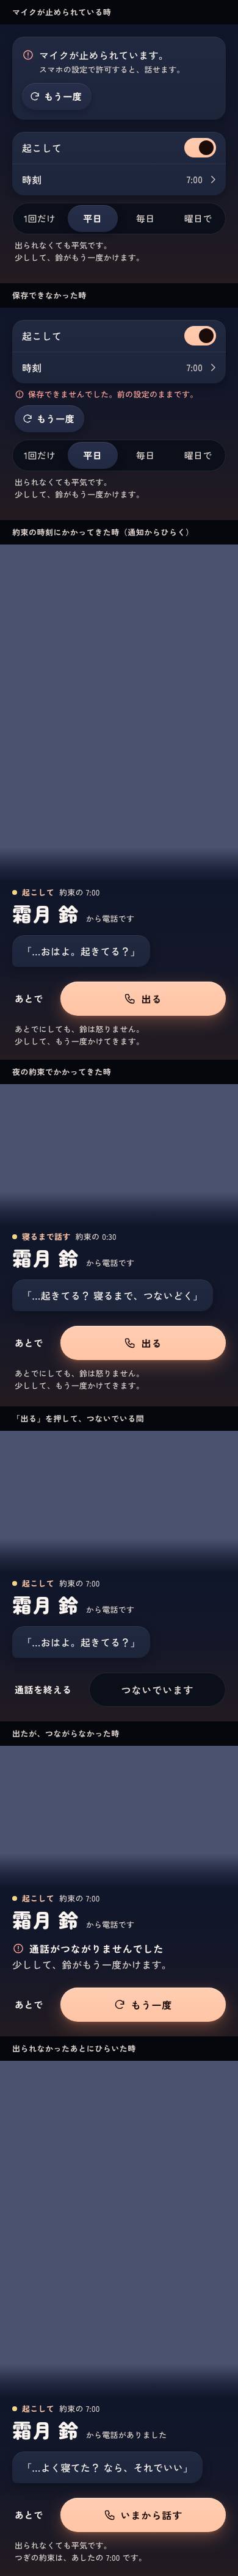 マイクが止められている時
マイクが止められています。
スマホの設定で許可すると、話せます。
もう一度
起こして
時刻 7:00
1回だけ 平日 毎日 曜日で
出られなくても平気です。
少しして、鈴がもう一度かけます。
保存できなかった時
起こして
時刻 7:00
保存できませんでした。前の設定のままです。
もう一度
1回だけ 平日 毎日 曜日で
出られなくても平気です。
少しして、鈴がもう一度かけます。
約束の時刻にかかってきた時（通知からひらく）
起こして 約束の 7:00
霜月 鈴 から電話です
「…おはよ。起きてる？」
あとで 出る
あとでにしても、鈴は怒りません。
少しして、もう一度かけてきます。
夜の約束でかかってきた時
寝るまで話す 約束の 0:30
霜月 鈴 から電話です
「…起きてる？ 寝るまで、つないどく」
あとで 出る
あとでにしても、鈴は怒りません。
少しして、もう一度かけてきます。
「出る」を押して、つないでいる間
起こして 約束の 7:00
霜月 鈴 から電話です
「…おはよ。起きてる？」
通話を終える つないでいます
出たが、つながらなかった時
起こして 約束の 7:00
霜月 鈴 から電話です
通話がつながりませんでした
少しして、鈴がもう一度かけます。
あとで もう一度
出られなかったあとにひらいた時
起こして 約束の 7:00
霜月 鈴 から電話がありました
「…よく寝てた？ なら、それでいい」
あとで いまから話す
出られなくても平気です。
つぎの約束は、あしたの 7:00 です。